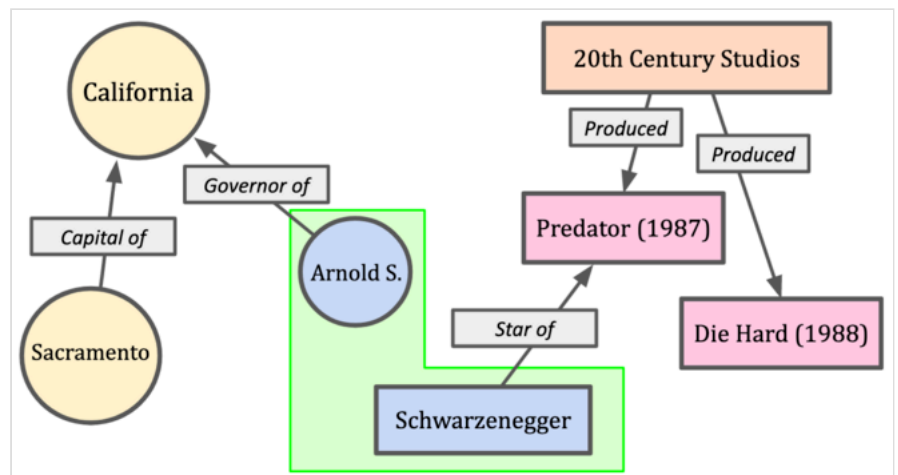 California
20th Century Studios
Produced
Produced
Governor of
Capital of
Predator (1987)
Arnold S.
Star of
Die Hard (1988)
Sacramento
Schwarzenegger